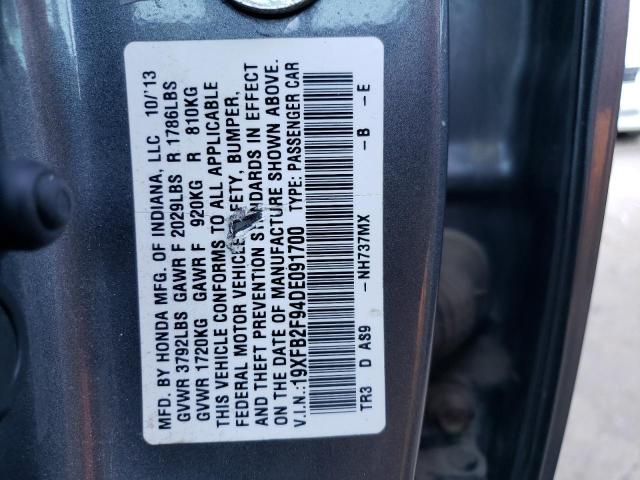 MFD. BY HONDA MFG. OF INDIANA, LLC 10/'13
GVWR 3792LBS GAWR F 2029LBS R 1786LBS
GVWR 1720KG GAWR F 920KG R 810KG
THIS VEHICLE CONFORMS TO ALL APPLICABLE
FEDERAL MOTOR VEHICLE BUMPER,
AND THEFT PREVENTION STANDARDS IN EFFECT
ON THE DATE OF MANUFACTURE SHOWN ABOVE.
V.I.N.:19XFB2F94DE091700 TYPE: PASSENGER CAR
TR3 D AS9 -NH737MX -B -E